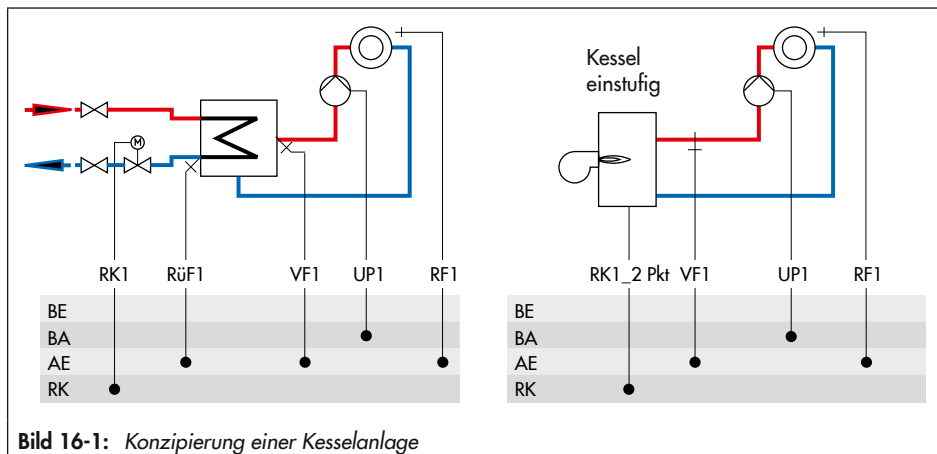 Kessel
einstufig
M
RK1 RüF1 VF1 UP1 RF1
RK1_2 Pkt VF1 UP1 RF1
BE
BA
AE
RK
BE
BA
AE
RK
Bild 16-1: Konzipierung einer Kesselanlage